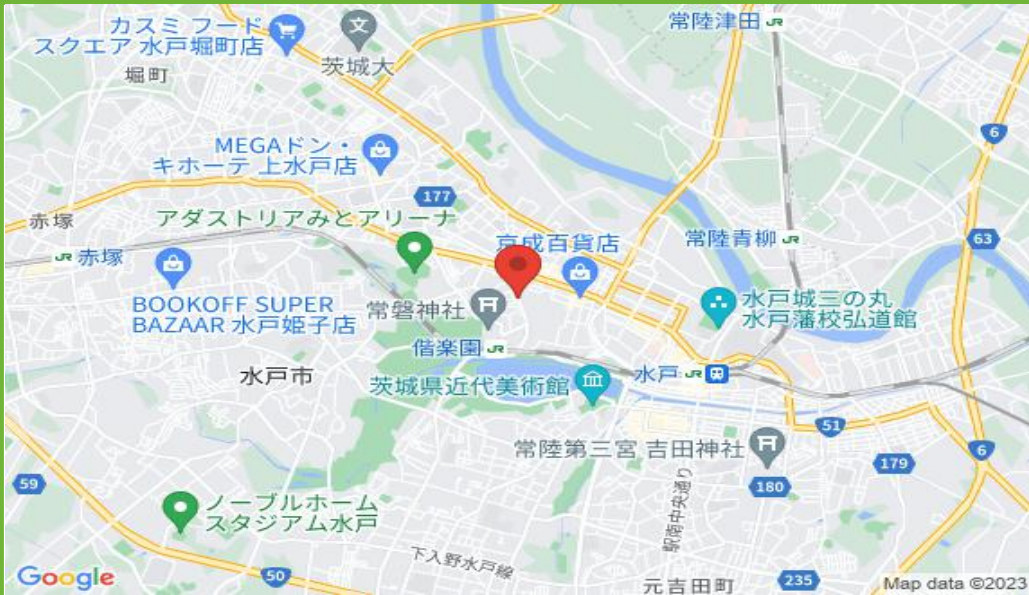 常陸津田
カスミ フード
スクエア 水戸堀町店
茨城大
堀町
6
MEGAドン・
キホーテ 上水戸店
177
赤塚
アダストリアみとアリーナ
京成百貨店
常陸青柳
63
JR 赤塚
BOOKOFF SUPER
BAZAAR 水戸姫子店
常磐神社
水戸城三の丸
水戸藩校弘道館
偕楽園
水戸市
茨城県近代美術館
水戸
51
常陸第三宮 吉田神社
6
179
59
180
ノーブルホーム
スタジアム水戸
駅南中央通り
下入野水戸線
50
元吉田町
235
Google
Map data ©2023